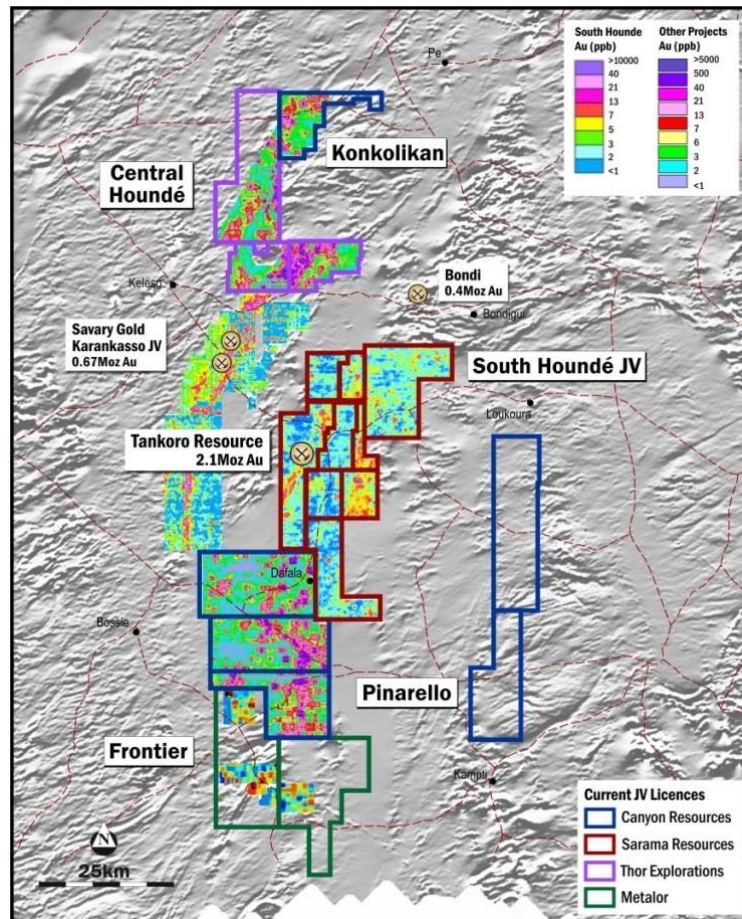 South Hounde
Au (ppb)
>10000
40
21
13
7
5
3
2
<1
Other Projects
Au (ppb)
>5000
500
40
21
13
7
6
3
2
<1
Pe
Konkolikan
Central
Houndé
Keleso
Bondi
0.4Moz Au
Bondigui
Savary Gold
Karankasso JV
0.67Moz Au
South Houndé JV
Loukoura
Tankoro Resource
2.1Moz Au
Dafala
Bossie
Pinarello
Frontier
Kampti
N
25km
Current JV Licences
Canyon Resources
Sarama Resources
Thor Explorations
Metalor